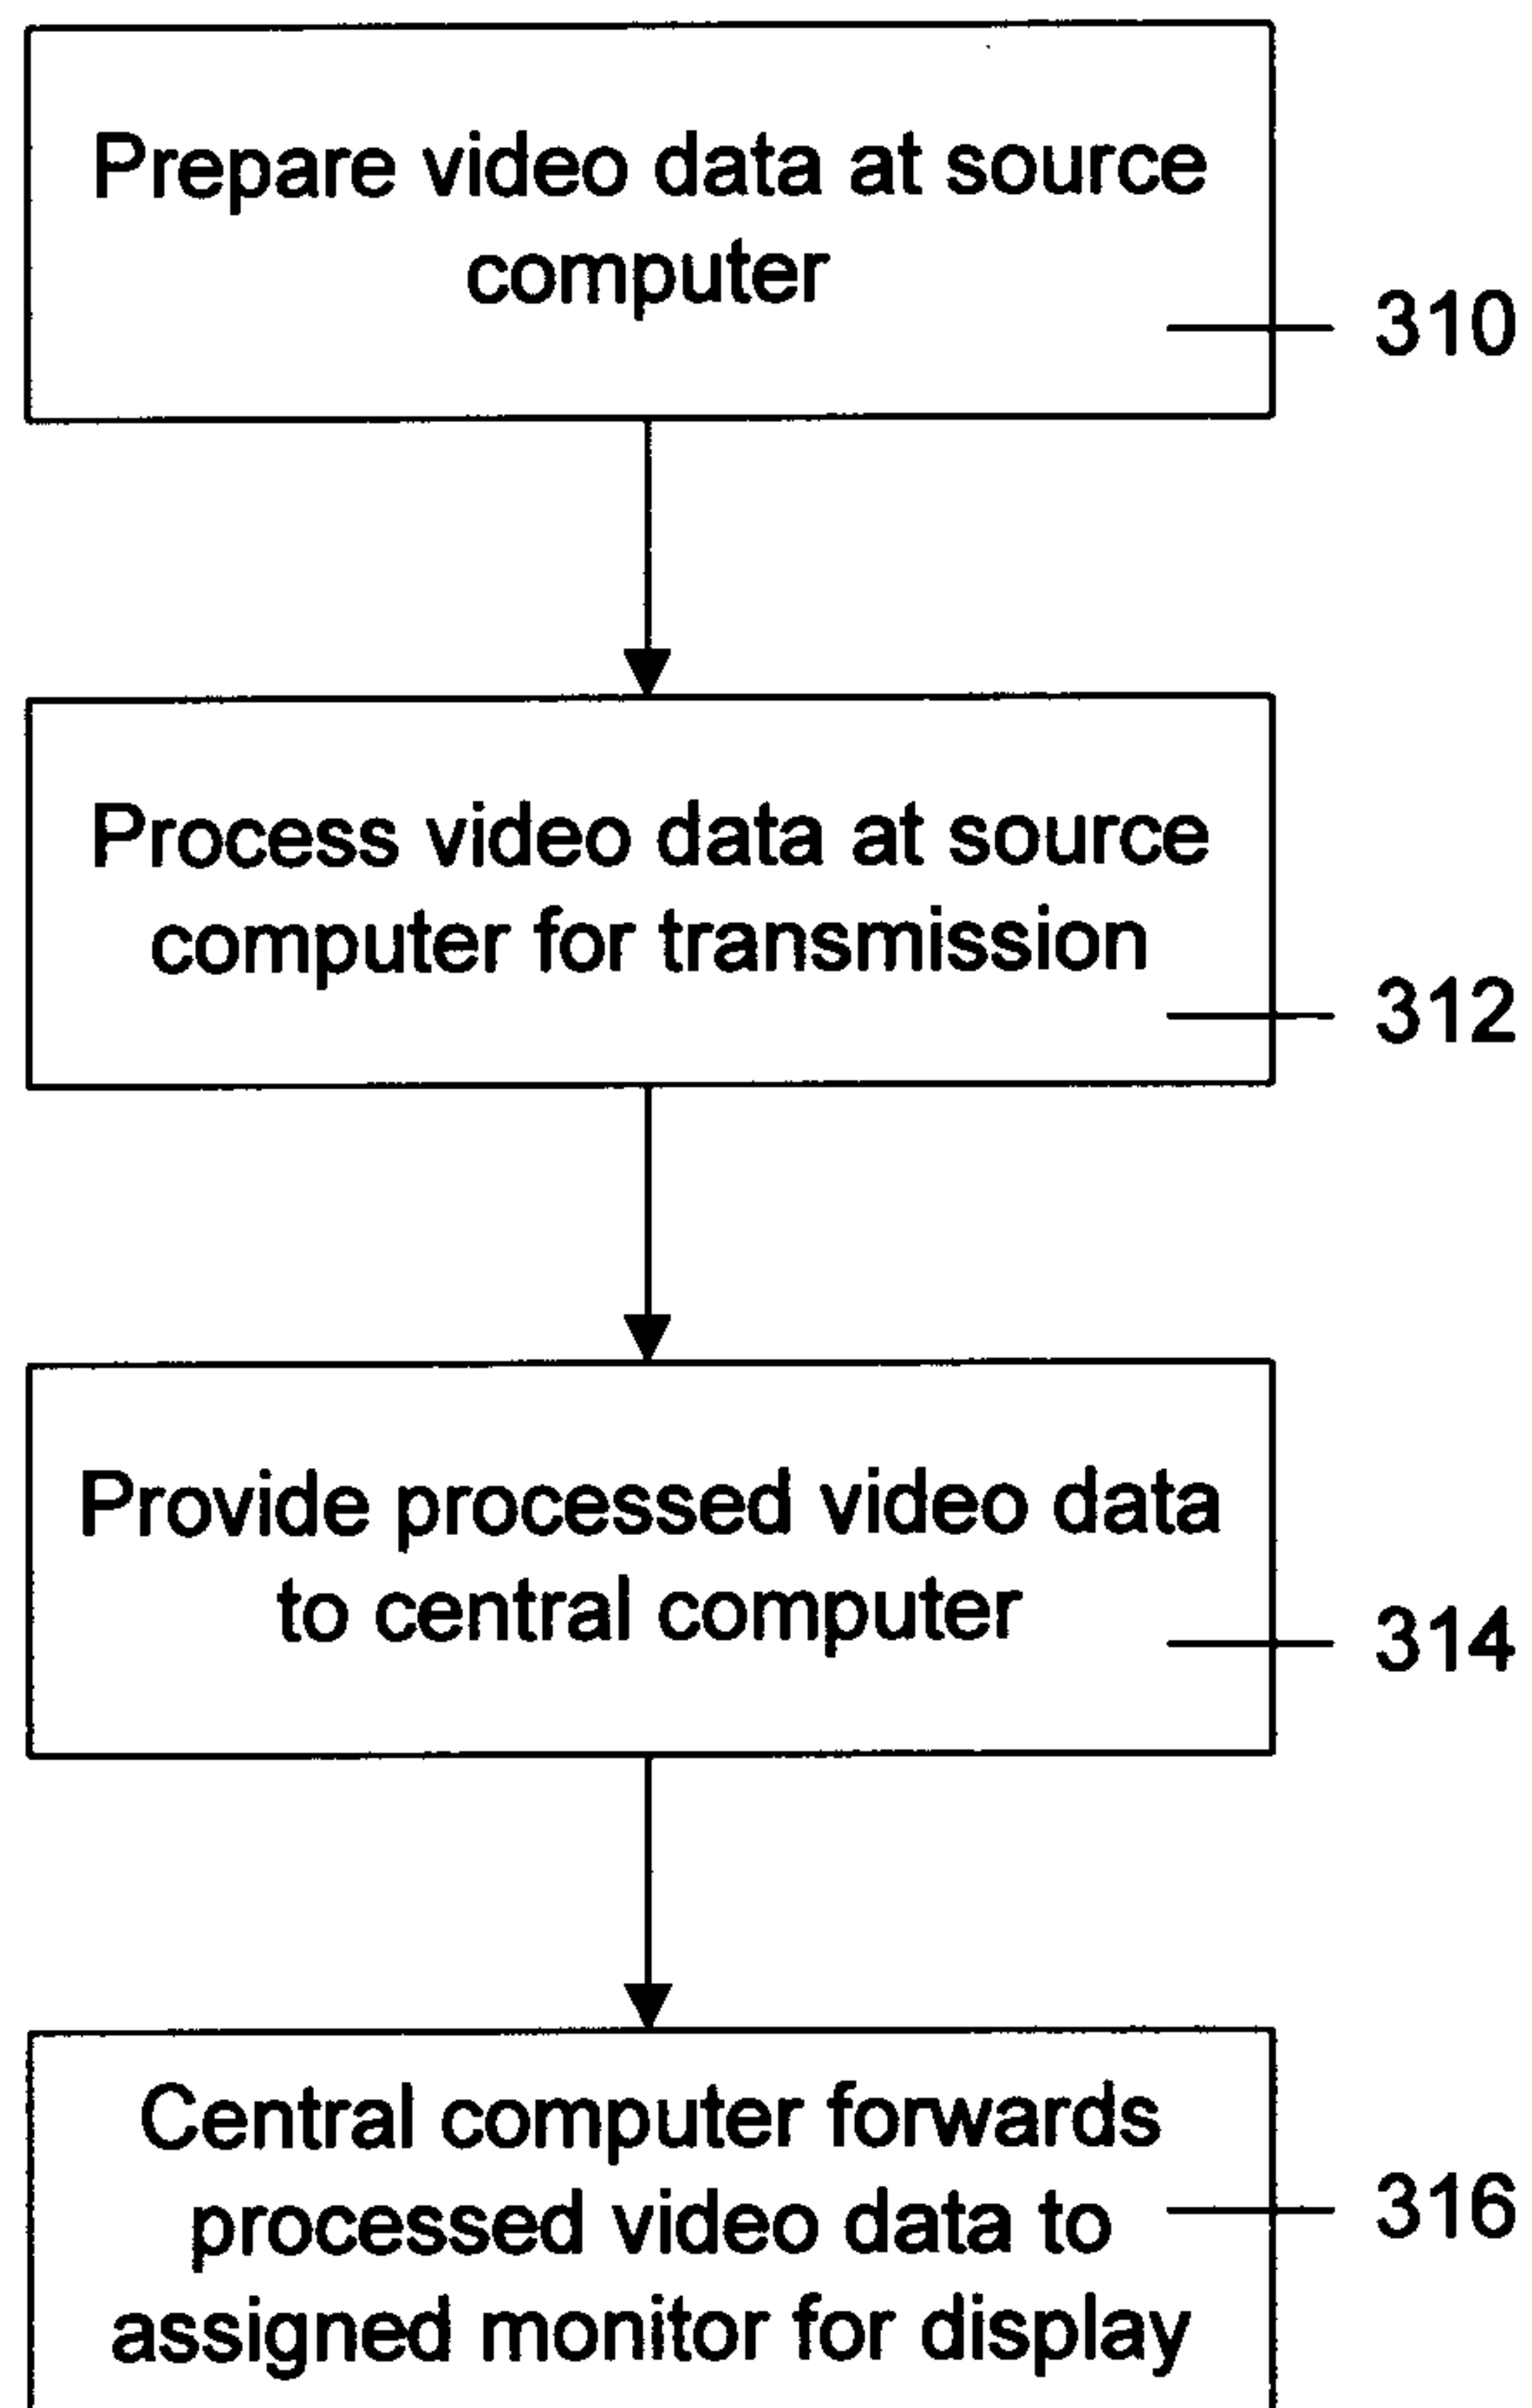 Prepare video data at source
computer
310
Process video data at source
computer for transmission
312
Provide processed video data
to central computer
314
Central computer forwards
processed video data to
316
assigned monitor for display